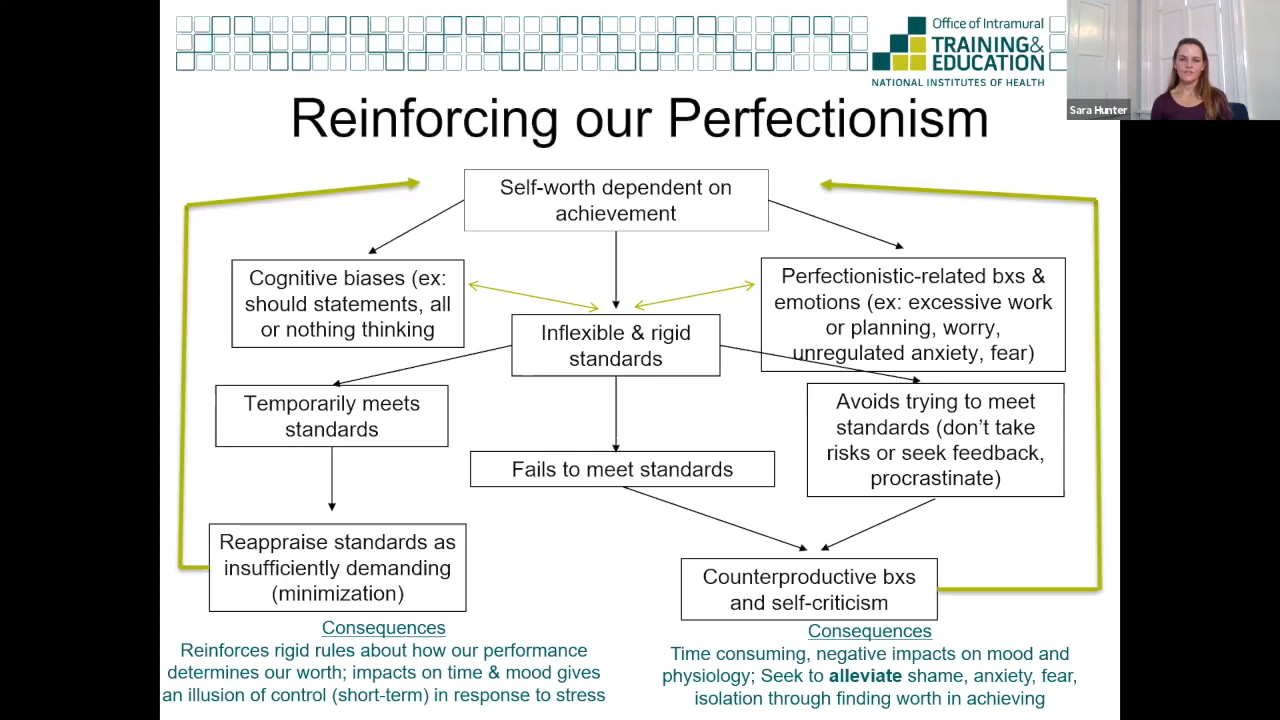 Office of Intramural
TRAINING&
EDUCATION
NATIONAL INSTITUTES OF HEALTH
Sara Hunter
Reinforcing our Perfectionism
Self-worth dependent on
achievement
Cognitive biases (ex:
should statements, all
or nothing thinking
Perfectionistic-related bxs &
emotions (ex: excessive work
or planning, worry,
unregulated anxiety, fear)
Inflexible & rigid
standards
Temporarily meets
standards
Avoids trying to meet
standards (don't take
risks or seek feedback,
procrastinate)
Fails to meet standards
Reappraise standards as
insufficiently demanding
(minimization)
Counterproductive bxs
and self-criticism
Consequences
Reinforces rigid rules about how our performance
determines our worth; impacts on time & mood gives
an illusion of control (short-term) in response to stress
Consequences
Time consuming, negative impacts on mood and
physiology; Seek to alleviate shame, anxiety, fear,
isolation through finding worth in achieving